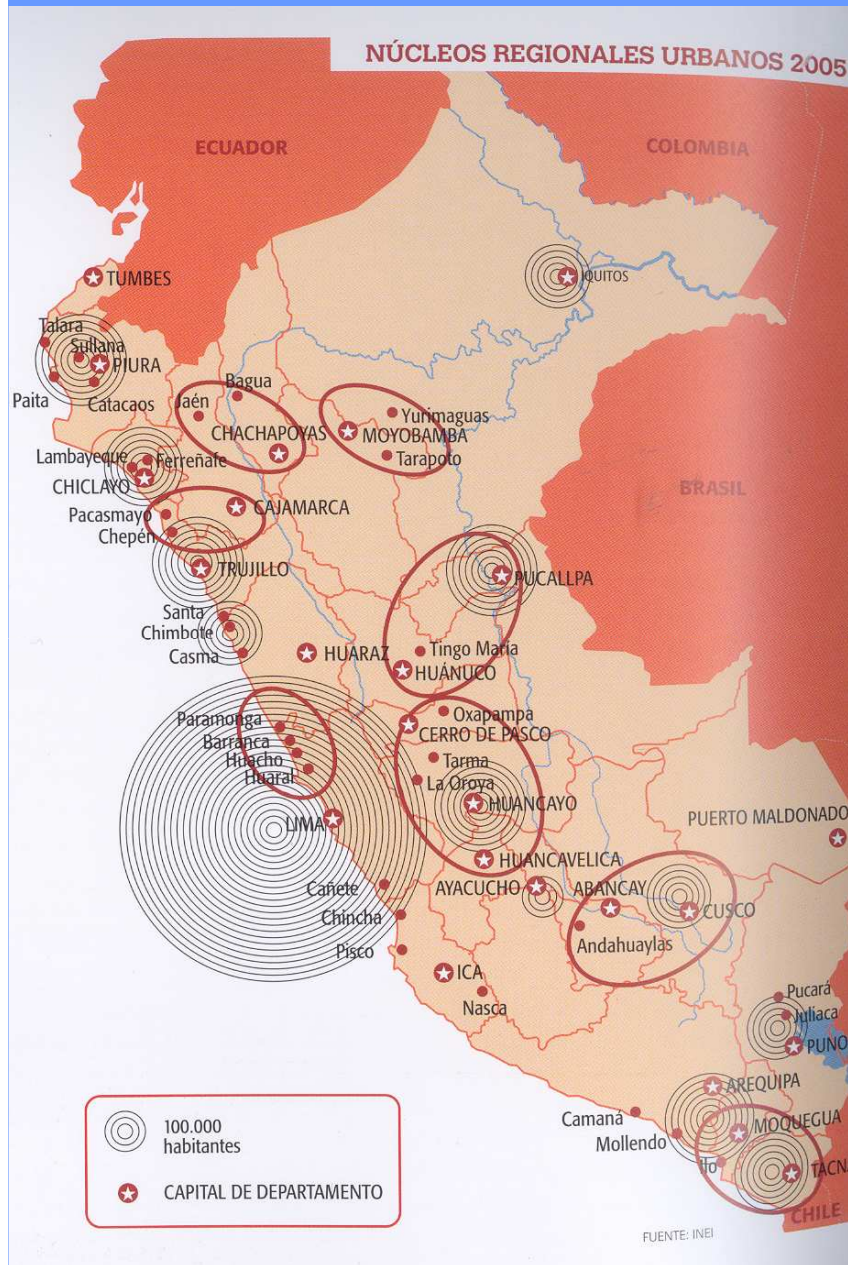 NÚCLEOS REGIONALES URBANOS 2005
ECUADOR
COLOMBIA
TUMBES
IQUITOS
Talara
Sullana
PIURA
Paita
Catacaos
Bagua
Jaén
CHACHAPOYAS
Yurimaguas
MOYOBAMBA
Tarapoto
Lambayeque
Ferreñafe
CHICLAYO
BRASIL
Pacasmayo
CAJAMARCA
Chepén
TRUJILLO
PUCALLPA
Santa
Chimbote
Casma
HUARAZ
Tingo María
HUÁNUCO
Paramonga
Oxapampa
CERRO DE PASCO
Barranca
Huacho
Huaral
Tarma
La Oroya
HUANCAYO
LIMA
PUERTO MALDONADO
HUANCAVELICA
Cañete
AYACUCHO
ABANCAY
Chincha
CUSCO
Pisco
Andahuaylas
ICA
Nasca
Pucará
Juliaca
PUNO
AREQUIPA
Camaná
MOQUEGUA
Mollendo
Ilo
TACN
CHILE
100.000
habitantes
CAPITAL DE DEPARTAMENTO
FUENTE: INEI